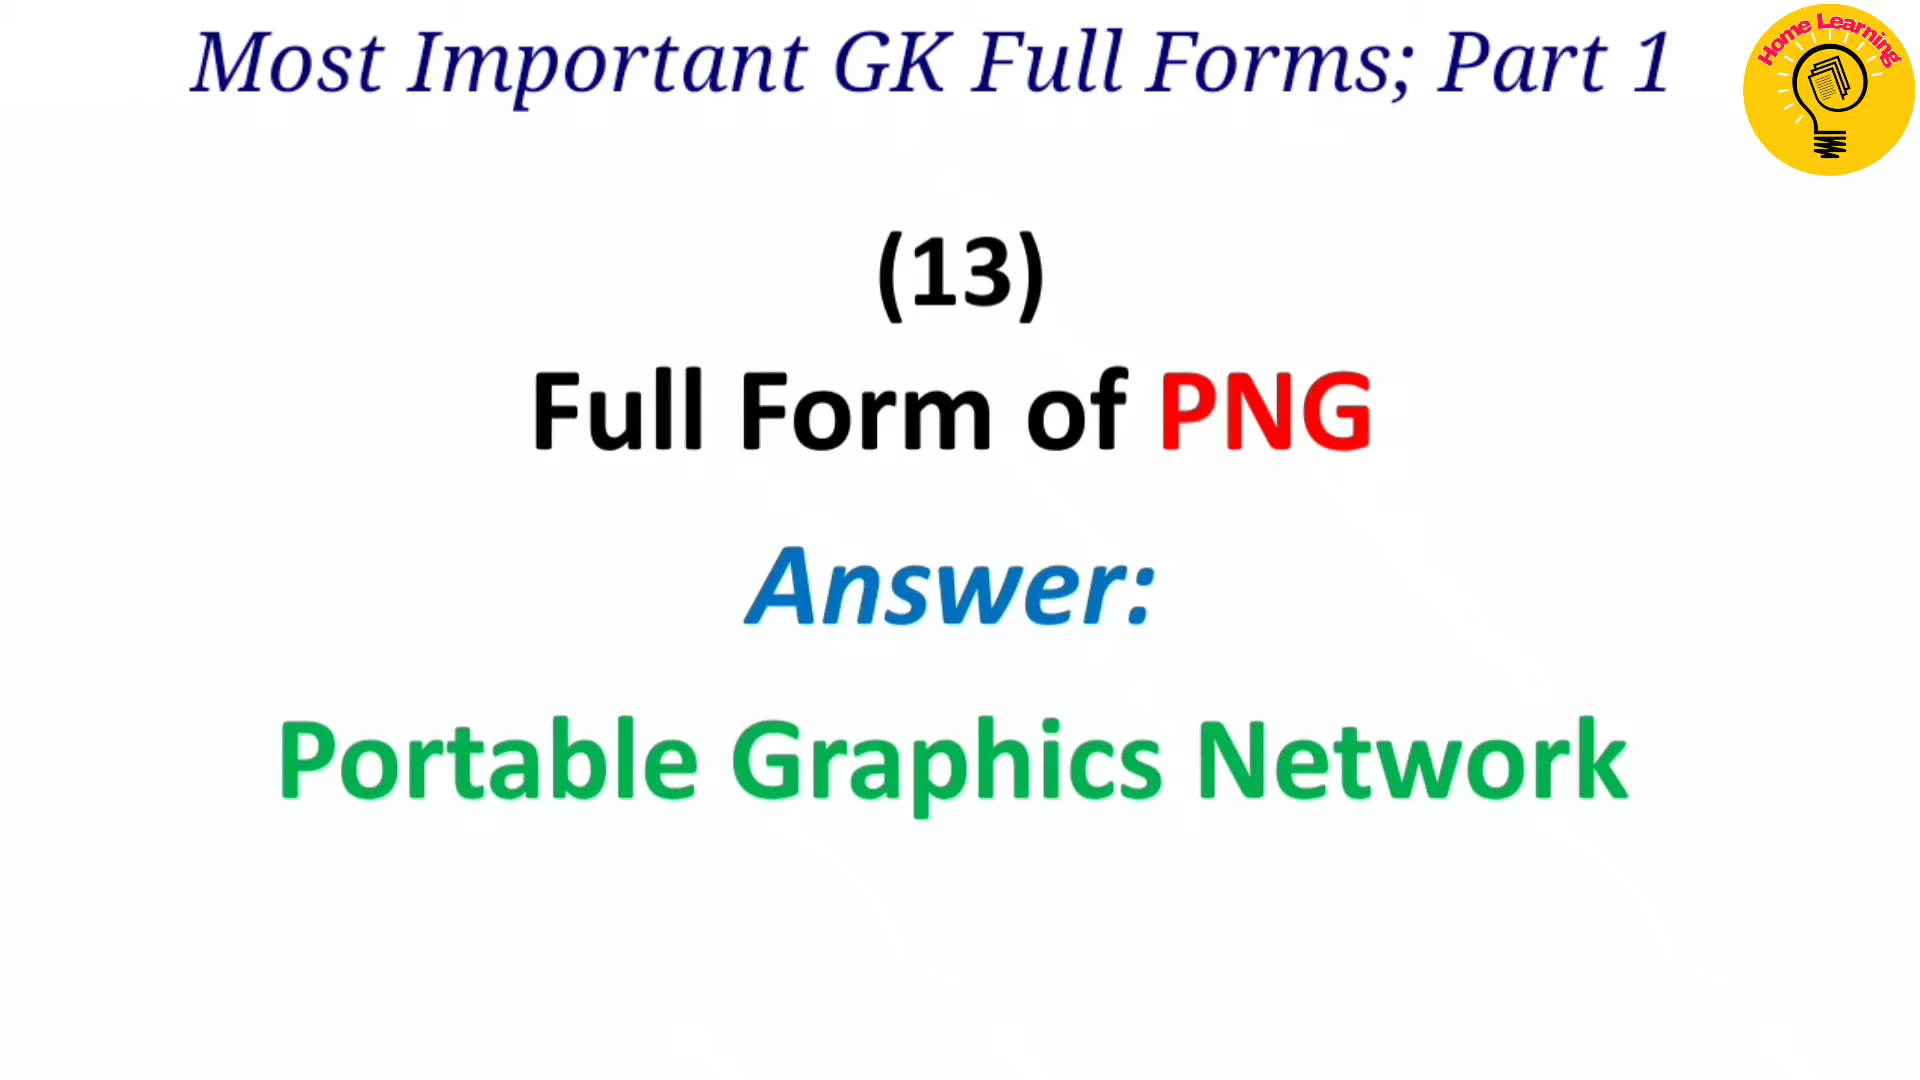 Most Important GK Full Forms; Part 1
Home Learning
(13)
Full Form of PNG
Answer:
Portable Graphics Network